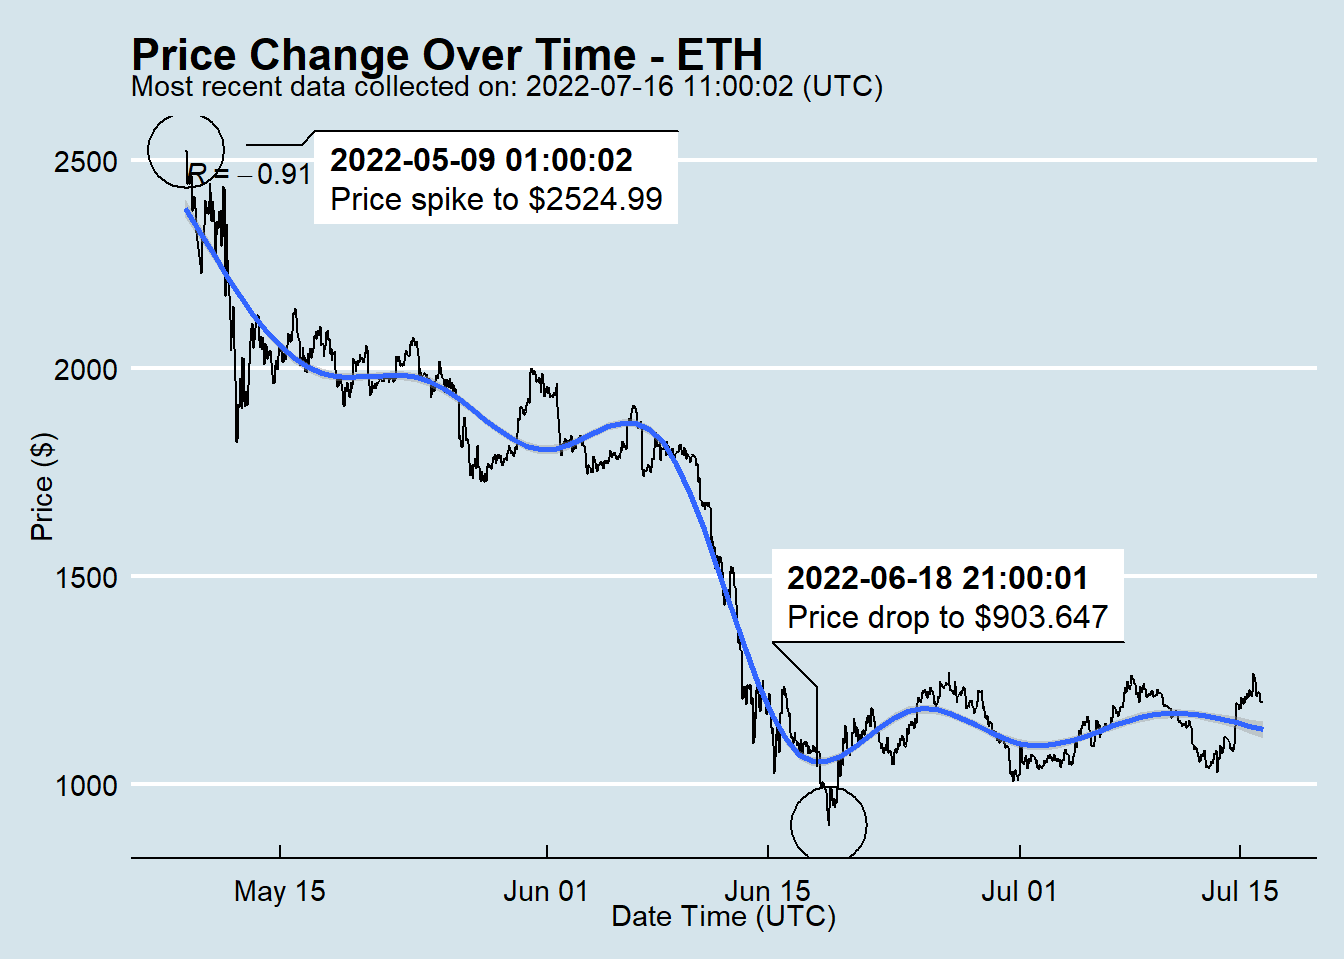 Price Change Over Time - ETH
Most recent data collected on: 2022-07-16 11:00:02 (UTC)
2500
2000
1500
1000
Price ($)
R = −0.91
2022-05-09 01:00:02
Price spike to $2524.99
2022-06-18 21:00:01
Price drop to $903.647
May 15
Jun 01
Jun 15
Jul 01
Jul 15
Date Time (UTC)